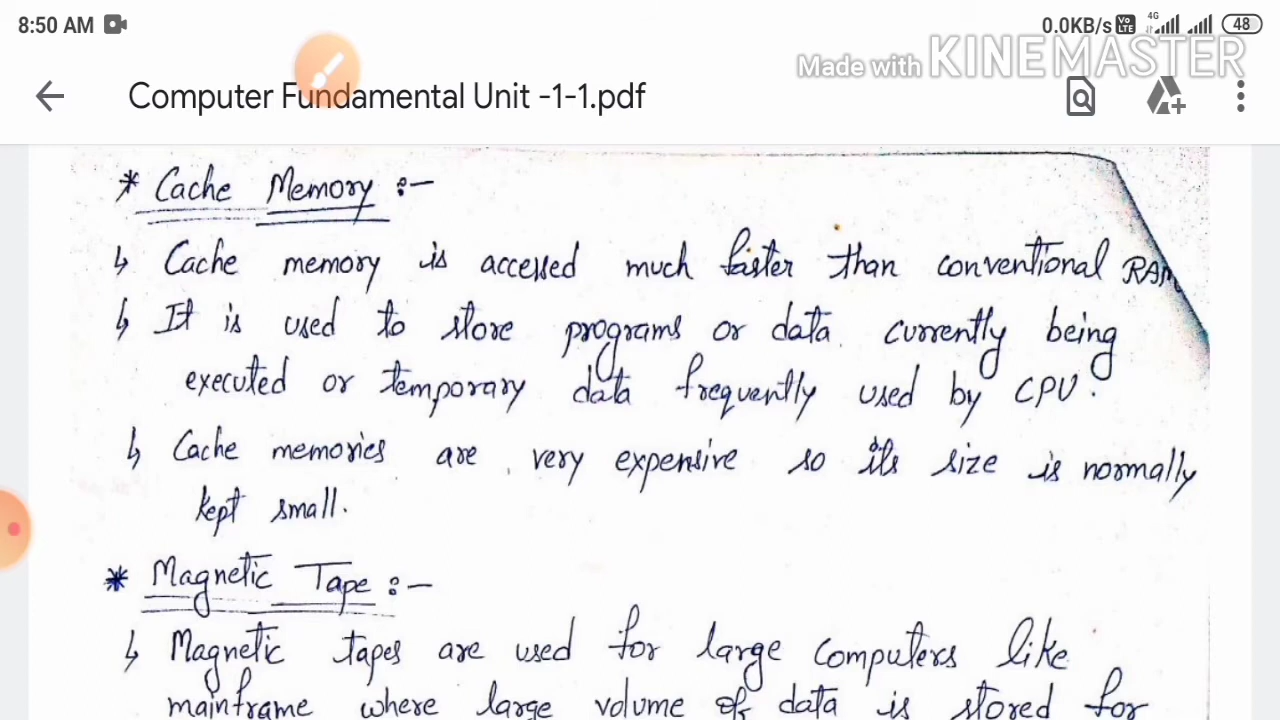 8:50 AM 0.0KB/s Vo LTE 4G 48
Made with KINEMASTER
Computer Fundamental Unit -1-1.pdf
* Cache Memory :-
↳ Cache memory is accessed much faster than conventional RAM
↳ It is used to store programs or data currently being
executed or temporary data frequently used by CPU.
↳ Cache memories are very expensive so its size is normally
kept small.
* Magnetic Tape :-
↳ Magnetic tapes are used for large computers like
mainframe where large volume of data is stored for